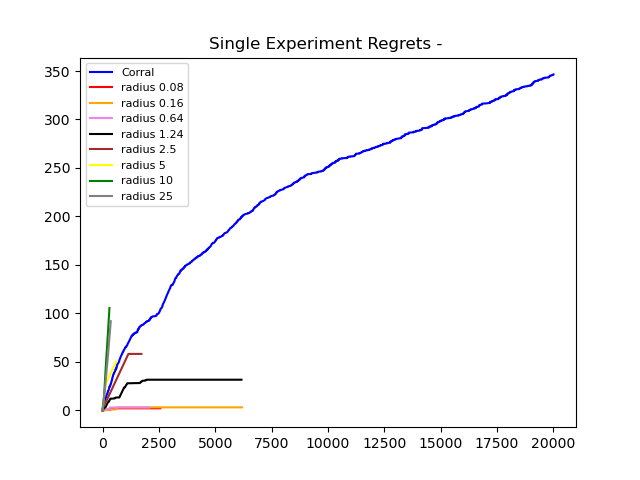 Single Experiment Regrets -
350
300
250
200
150
100
50
0
Corral
radius 0.08
radius 0.16
radius 0.64
radius 1.24
radius 2.5
radius 5
radius 10
radius 25
0 2500 5000 7500 10000 12500 15000 17500 20000